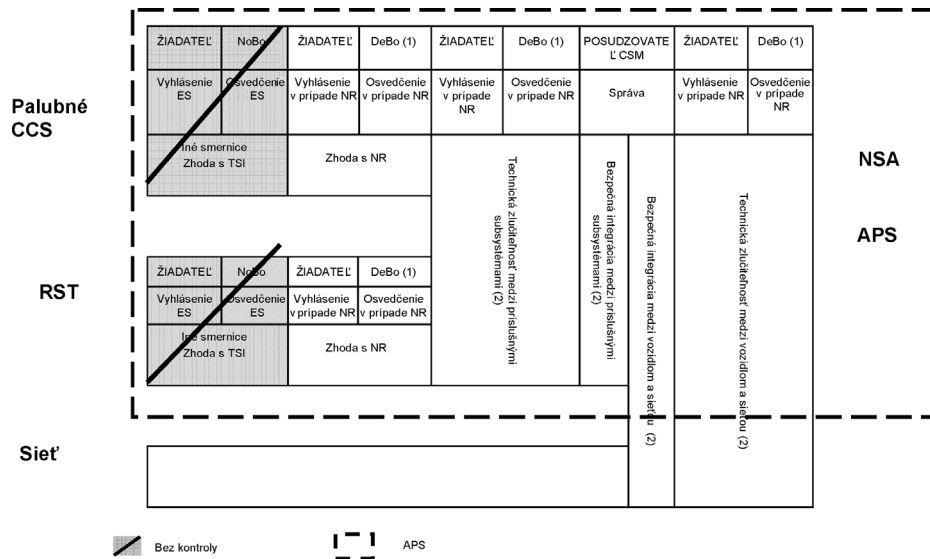 ŽIADATEĽ NoBo ŽIADATEĽ DeBo (1) ŽIADATEĽ DeBo (1) POSUDZOVATE
Ľ CSM ŽIADATEĽ DeBo (1)
Palubné
CCS
Vyhlásenie
ES
Osvedčenie
ES
Vyhlásenie
v prípade NR
Osvedčenie
v prípade NR
Vyhlásenie
v prípade
NR
Osvedčenie
v prípade NR
Správa
Vyhlásenie
v prípade
NR
Osvedčenie
v prípade NR
Iné smernice
Zhoda s TSI
Zhoda s NR
Technická zlučiteľnosť medzi príslušnými
subsystémami (2)
Bezpečná integrácia medzi príslušnými
subsystémami (2)
Bezpečná integrácia medzi vozidlom a sieťou (2)
Technická zlučiteľnosť medzi vozidlom a sieťou (2)
NSA
APS
RST
ŽIADATEĽ NoBo ŽIADATEĽ DeBo (1)
Vyhlásenie
ES
Osvedčenie
ES
Vyhlásenie
v prípade NR
Osvedčenie
v prípade NR
Iné smernice
Zhoda s TSI
Zhoda s NR
Sieť
Bez kontroly
APS